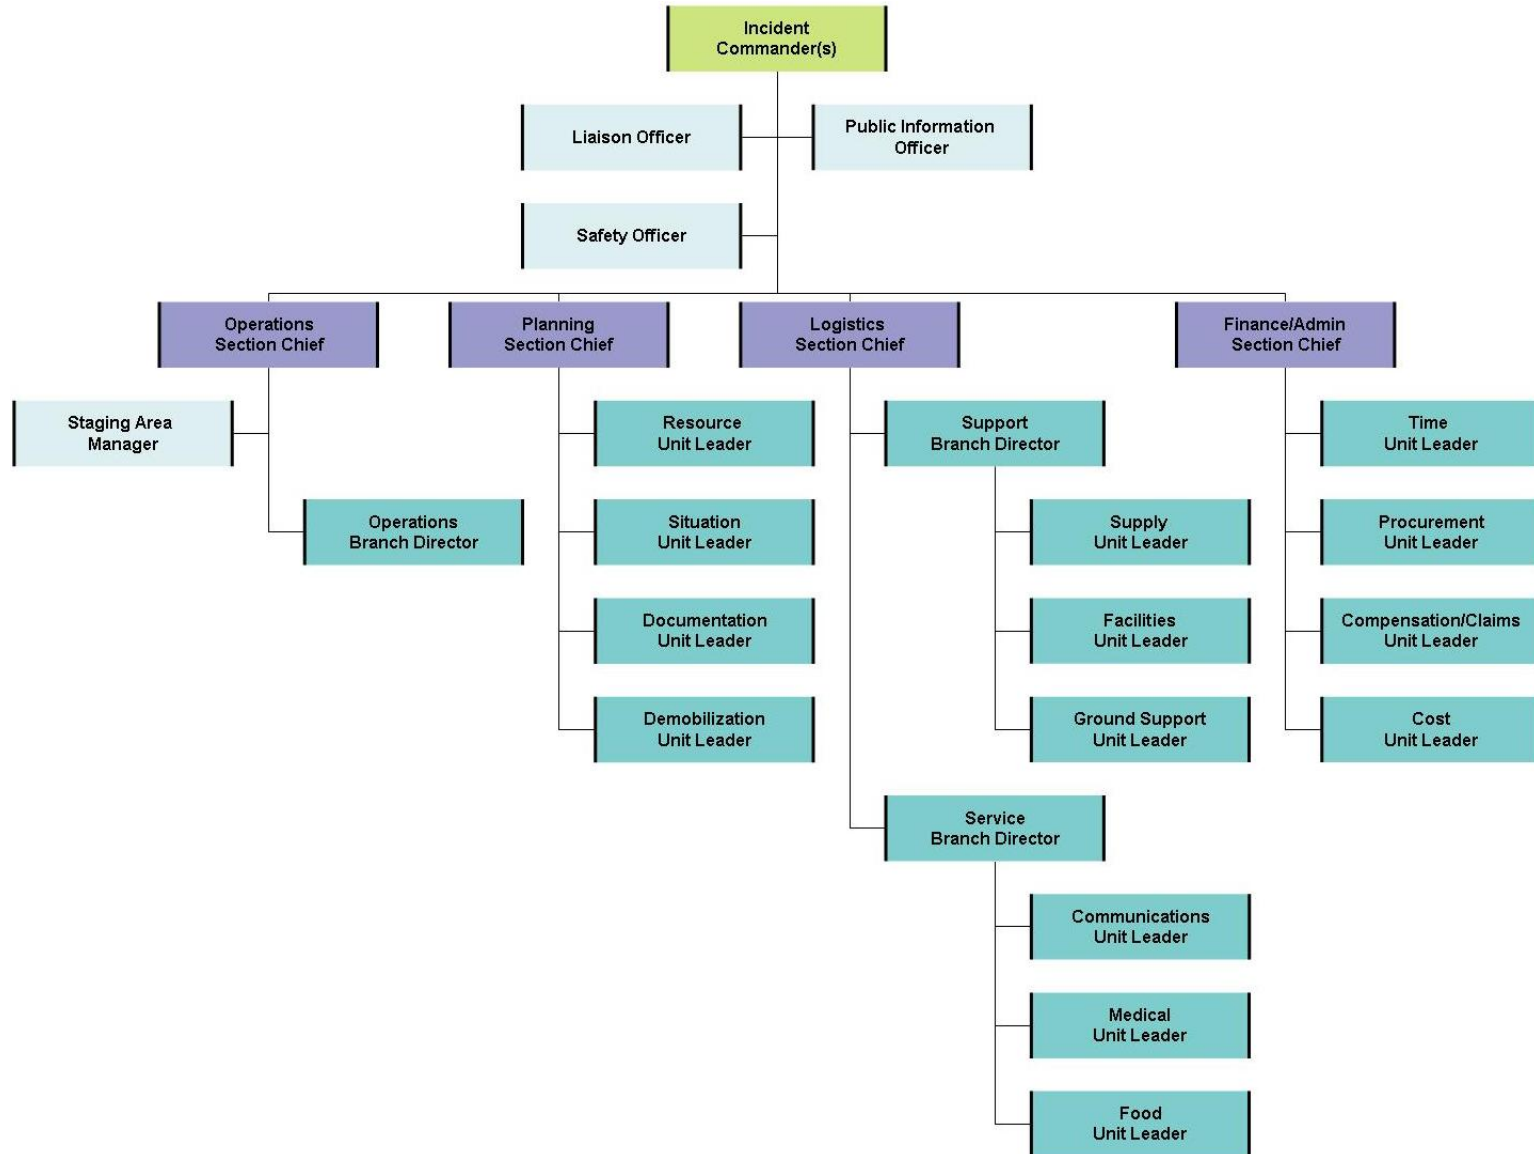 Incident
Commander(s)
Liaison Officer
Public Information
Officer
Safety Officer
Operations
Section Chief
Planning
Section Chief
Logistics
Section Chief
Finance/Admin
Section Chief
Staging Area
Manager
Resource
Unit Leader
Support
Branch Director
Time
Unit Leader
Operations
Branch Director
Situation
Unit Leader
Supply
Unit Leader
Procurement
Unit Leader
Documentation
Unit Leader
Facilities
Unit Leader
Compensation/Claims
Unit Leader
Demobilization
Unit Leader
Ground Support
Unit Leader
Cost
Unit Leader
Service
Branch Director
Communications
Unit Leader
Medical
Unit Leader
Food
Unit Leader